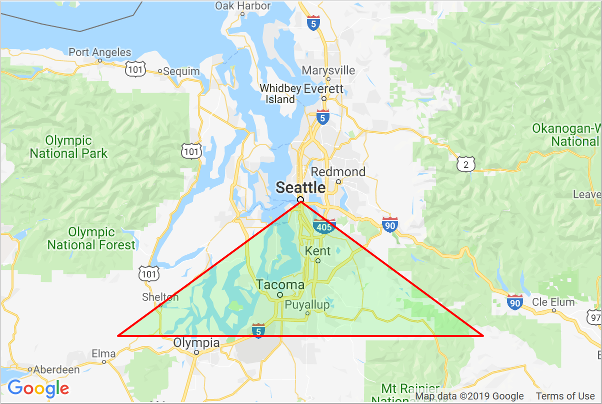 Oak Harbor
5
Port Angeles
101
Sequim
Marysville
Whidbey
Island
Everett
5
Okanogan-W
National
Olympic
National Park
101
2
Redmond
Seattle
Leave
90
405
Olympic
National Forest
Kent
101
Shelton
Tacoma
90
Puyallup
Cle Elum
97
5
Olympia
Elma
Aberdeen
Mt Rainier
National
Google
Map data ©2019 Google
Terms of Use